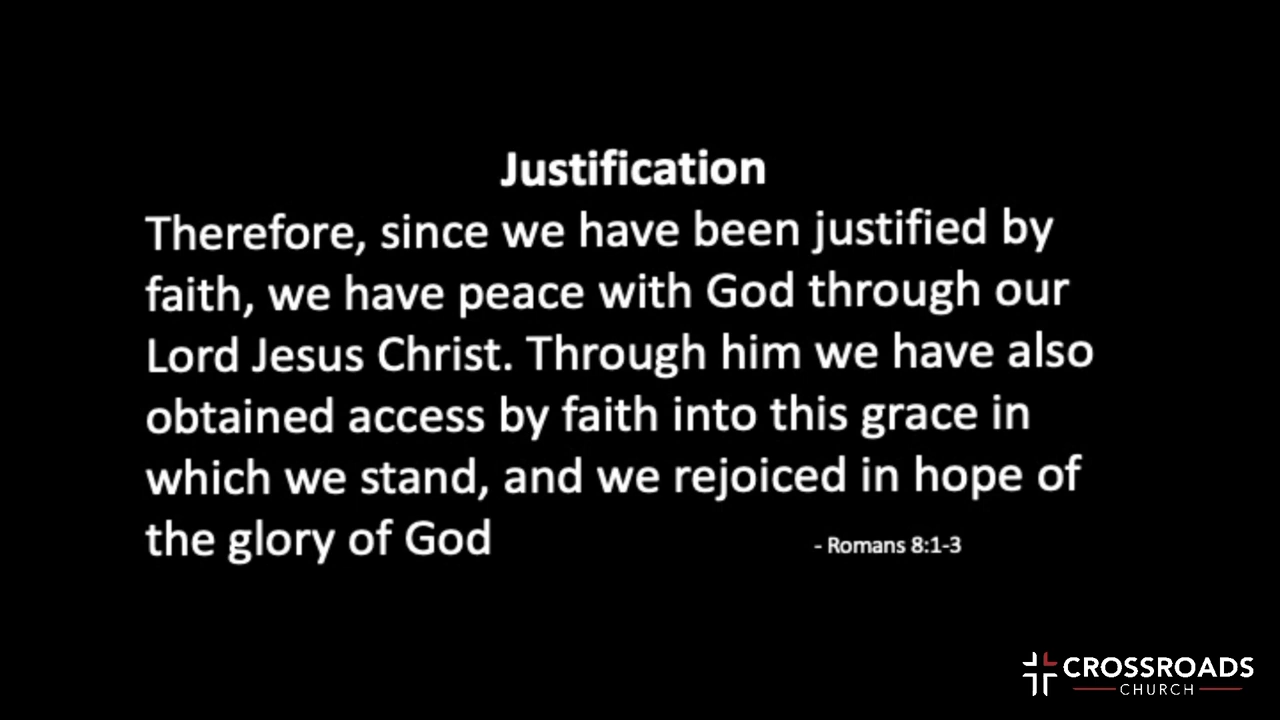 Justification
Therefore, since we have been justified by
faith, we have peace with God through our
Lord Jesus Christ. Through him we have also
obtained access by faith into this grace in
which we stand, and we rejoiced in hope of
the glory of God
- Romans 8:1-3
CROSSROADS
CHURCH